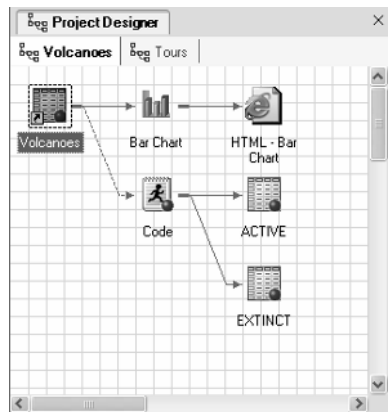 Project Designer
Volcanoes
Tours
Volcanoes
Bar Chart
HTML - Bar
Chart
Code
ACTIVE
EXTINCT